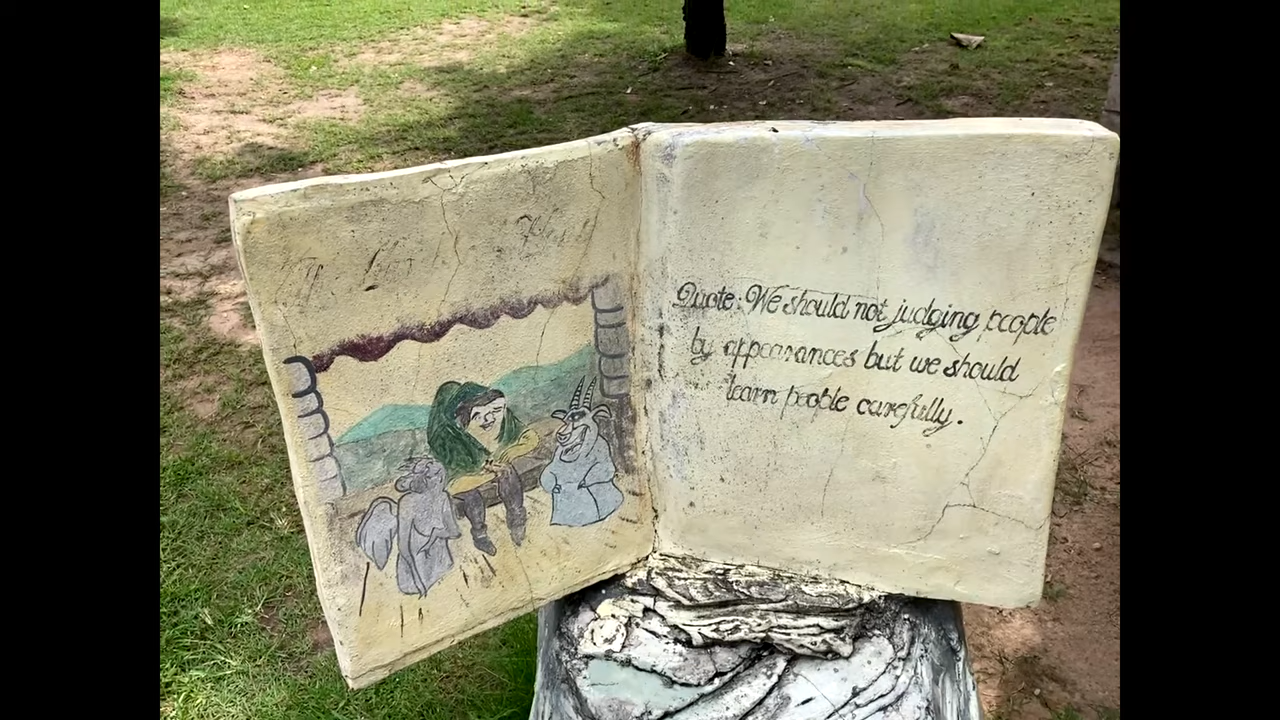 Quote: We should not judging people
by appearances but we should
learn people carefully.